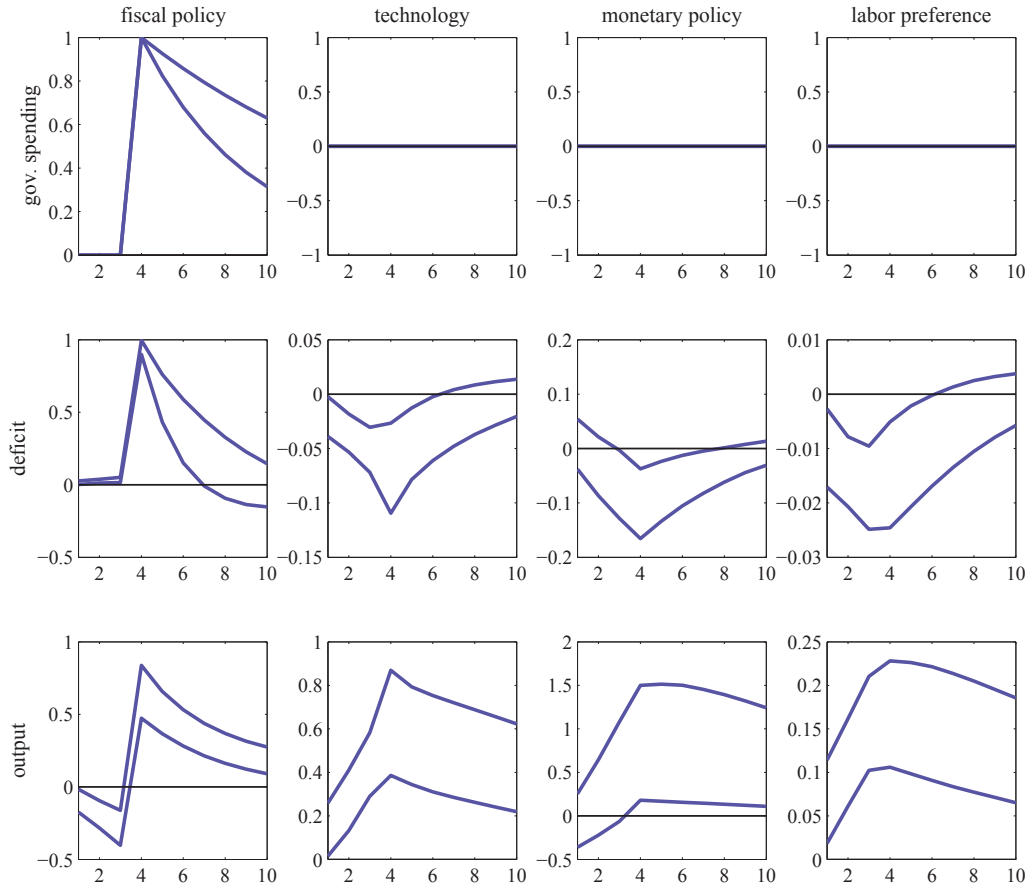 fiscal policy technology monetary policy labor preference
gov. spending
1 0.8 0.6 0.4 0.2 0
2 4 6 8 10
1 0.5 0 −0.5 −1
2 4 6 8 10
1 0.5 0 −0.5 −1
2 4 6 8 10
1 0.5 0 −0.5 −1
2 4 6 8 10
deficit
1 0.5 0 −0.5
2 4 6 8 10
0.05 0 −0.05 −0.1 −0.15
2 4 6 8 10
0.2 0.1 0 −0.1 −0.2
2 4 6 8 10
0.01 0 −0.01 −0.02 −0.03
2 4 6 8 10
output
1 0.5 0 −0.5
2 4 6 8 10
1 0.8 0.6 0.4 0.2 0
2 4 6 8 10
2 1.5 1 0.5 0 −0.5
2 4 6 8 10
0.25 0.2 0.15 0.1 0.05 0
2 4 6 8 10